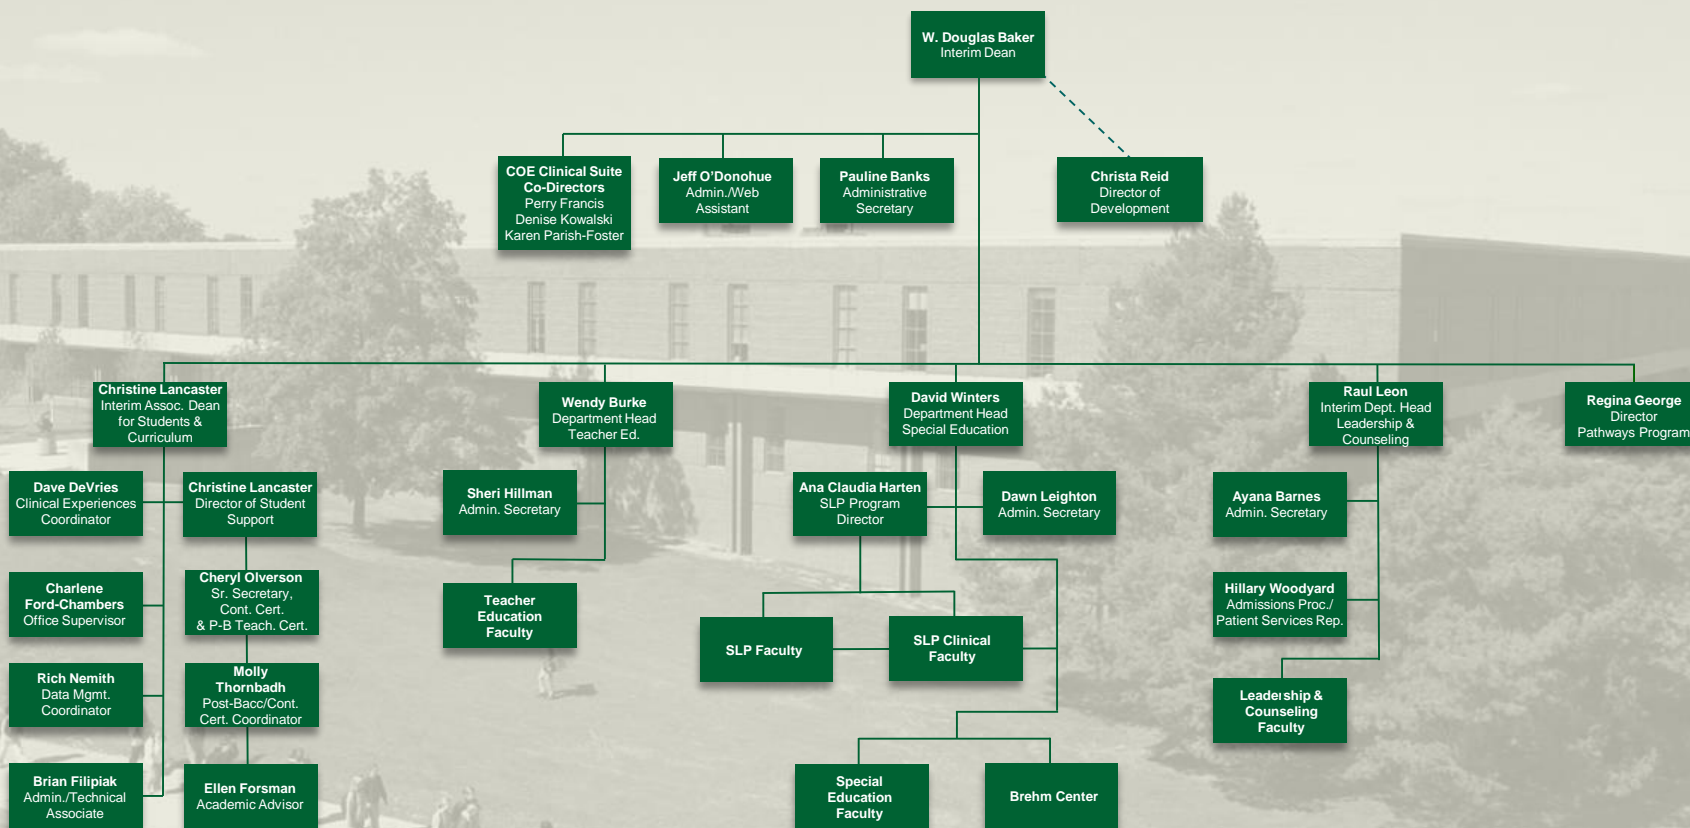 W. Douglas Baker
Interim Dean
COE Clinical Suite
Co-Directors
Perry Francis
Denise Kowalski
Karen Parish-Foster
Jeff O’Donohue
Admin./Web
Assistant
Pauline Banks
Administrative
Secretary
Christa Reid
Director of
Development
Christine Lancaster
Interim Assoc. Dean
for Students &
Curriculum
Wendy Burke
Department Head
Teacher Ed.
David Winters
Department Head
Special Education
Raul Leon
Interim Dept. Head
Leadership &
Counseling
Regina George
Director
Pathways Program
Dave DeVries
Clinical Experiences
Coordinator
Christine Lancaster
Director of Student
Support
Sheri Hillman
Admin. Secretary
Ana Claudia Harten
SLP Program
Director
Dawn Leighton
Admin. Secretary
Ayana Barnes
Admin. Secretary
Charlene
Ford-Chambers
Office Supervisor
Cheryl Olverson
Sr. Secretary,
Cont. Cert.
& P-B Teach. Cert.
Teacher
Education
Faculty
SLP Faculty
SLP Clinical
Faculty
Hillary Woodyard
Admissions Proc./
Patient Services Rep.
Rich Nemith
Data Mgmt.
Coordinator
Molly
Thornbadh
Post-Bacc/Cont.
Cert. Coordinator
Leadership &
Counseling
Faculty
Brian Filipiak
Admin./Technical
Associate
Ellen Forsman
Academic Advisor
Special
Education
Faculty
Brehm Center